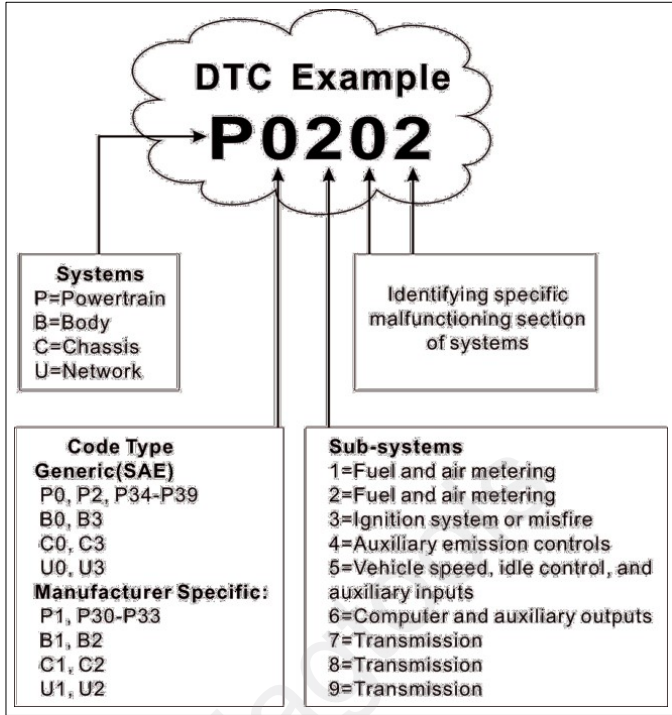 DTC Example
P0202
Systems
P=Powertrain
B=Body
C=Chassis
U=Network
Identifying specific
malfunctioning section
of systems
Code Type
Generic(SAE)
P0, P2, P34-P39
B0, B3
C0, C3
U0, U3
Manufacturer Specific:
P1, P30-P33
B1, B2
C1, C2
U1, U2
Sub-systems
1=Fuel and air metering
2=Fuel and air metering
3=Ignition system or misfire
4=Auxiliary emission controls
5=Vehicle speed, idle control, and
auxiliary inputs
6=Computer and auxiliary outputs
7=Transmission
8=Transmission
9=Transmission